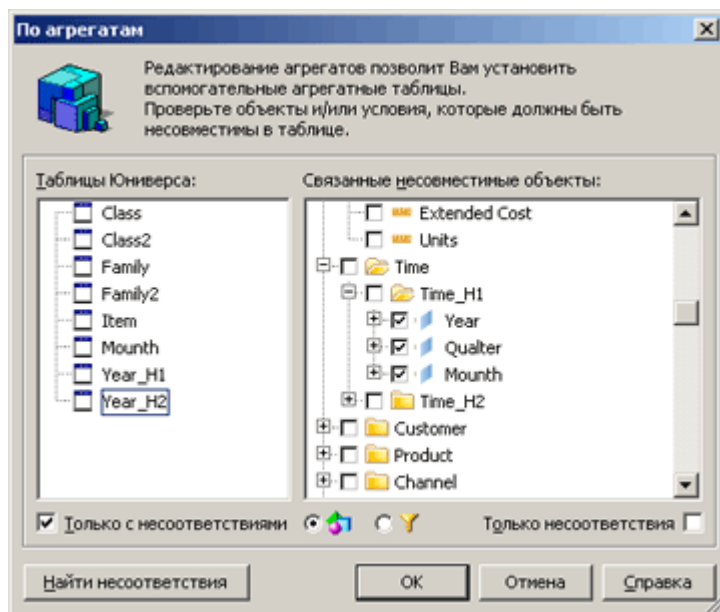 По агрегатам
Редактирование агрегатов позволит Вам установить
вспомогательные агрегатные таблицы.
Проверьте объекты и/или условия, которые должны быть
несовместимы в таблице.
Таблицы Юниверса:
Class
Class2
Family
Family2
Item
Mounth
Year_H1
Year_H2
Связанные несовместимые объекты:
Extended Cost
Units
Time
Time_H1
Year
Qualter
Mounth
Time_H2
Customer
Product
Channel
Только с несоответствиями
Только несоответствия
Найти несоответствия
OK
Отмена
Справка